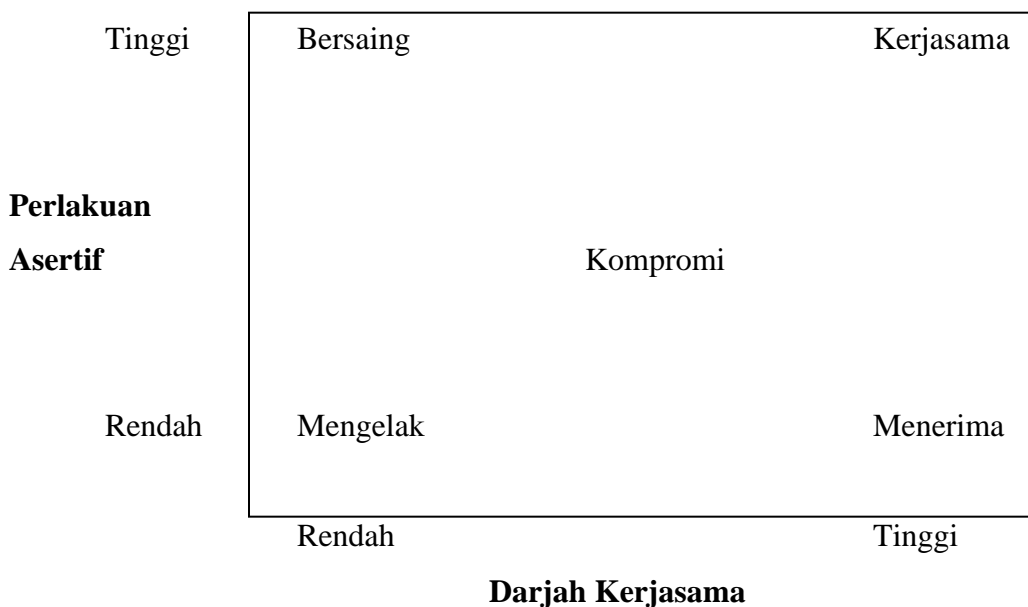 Tinggi Bersaing Kerjasama
Perlakuan
Asertif Kompromi
Rendah Mengelak Menerima
Rendah Tinggi
Darjah Kerjasama